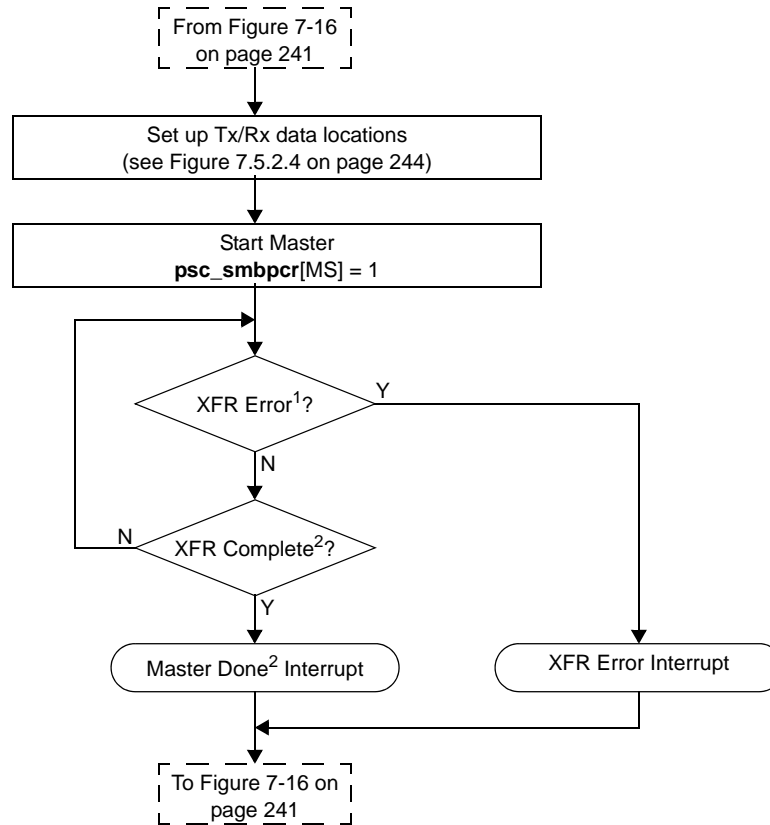 From Figure 7-16
on page 241
Set up Tx/Rx data locations
(see Figure 7.5.2.4 on page 244)
Start Master
psc_smbpcr[MS] = 1
XFR Error1?
Y
N
XFR Complete2?
N
Y
Master Done2 Interrupt
XFR Error Interrupt
To Figure 7-16 on
page 241